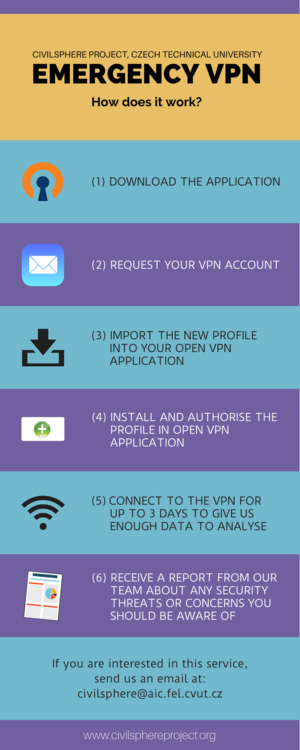 CIVILSPHERE PROJECT, CZECH TECHNICAL UNIVERSITY
EMERGENCY VPN
How does it work?
(1) DOWNLOAD THE APPLICATION
(2) REQUEST YOUR VPN ACCOUNT
(3) IMPORT THE NEW PROFILE
INTO YOUR OPEN VPN
APPLICATION
(4) INSTALL AND AUTHORISE THE
PROFILE IN OPEN VPN
APPLICATION
(5) CONNECT TO THE VPN FOR
UP TO 3 DAYS TO GIVE US
ENOUGH DATA TO ANALYSE
(6) RECEIVE A REPORT FROM OUR
TEAM ABOUT ANY SECURITY
THREATS OR CONCERNS YOU
SHOULD BE AWARE OF
If you are interested in this service,
send us an email at:
civilsphere@aic.fel.cvut.cz
www.civilsphereproject.org